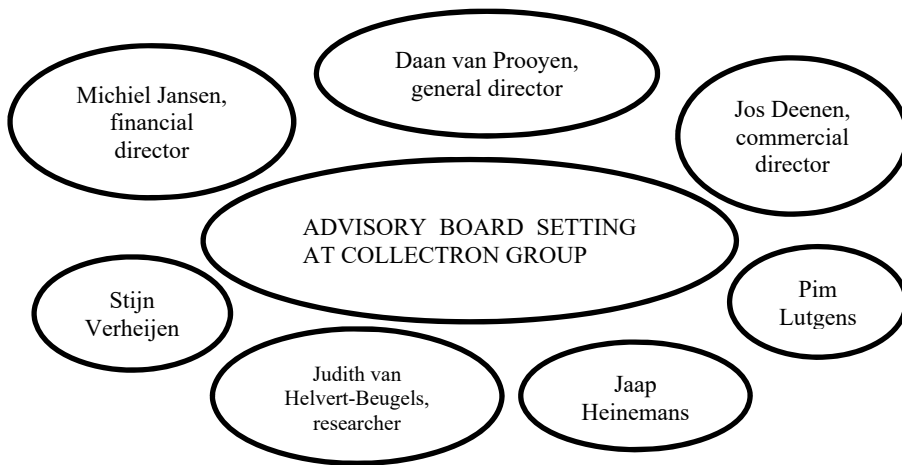 Daan van Prooyen,
general director
Michiel Jansen,
financial
director
Jos Deenen,
commercial
director
ADVISORY BOARD SETTING
AT COLLECTRON GROUP
Stijn
Verheijen
Pim
Lutgens
Judith van
Helvert-Beugels,
researcher
Jaap
Heinemans